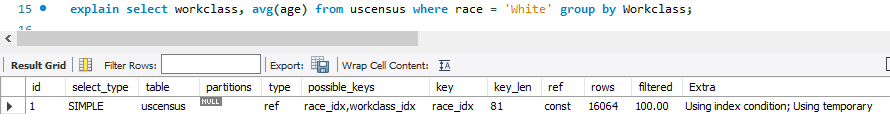 15 explain select workclass, avg(age) from uscensus where race = 'White' group by Workclass;
Result Grid Filter Rows: Export: Wrap Cell Content: IA
id select_type table partitions type possible_keys key key_len ref rows filtered Extra
1 SIMPLE uscensus NULL ref race_idx,workclass_idx race_idx 81 const 16064 100.00 Using index condition; Using temporary